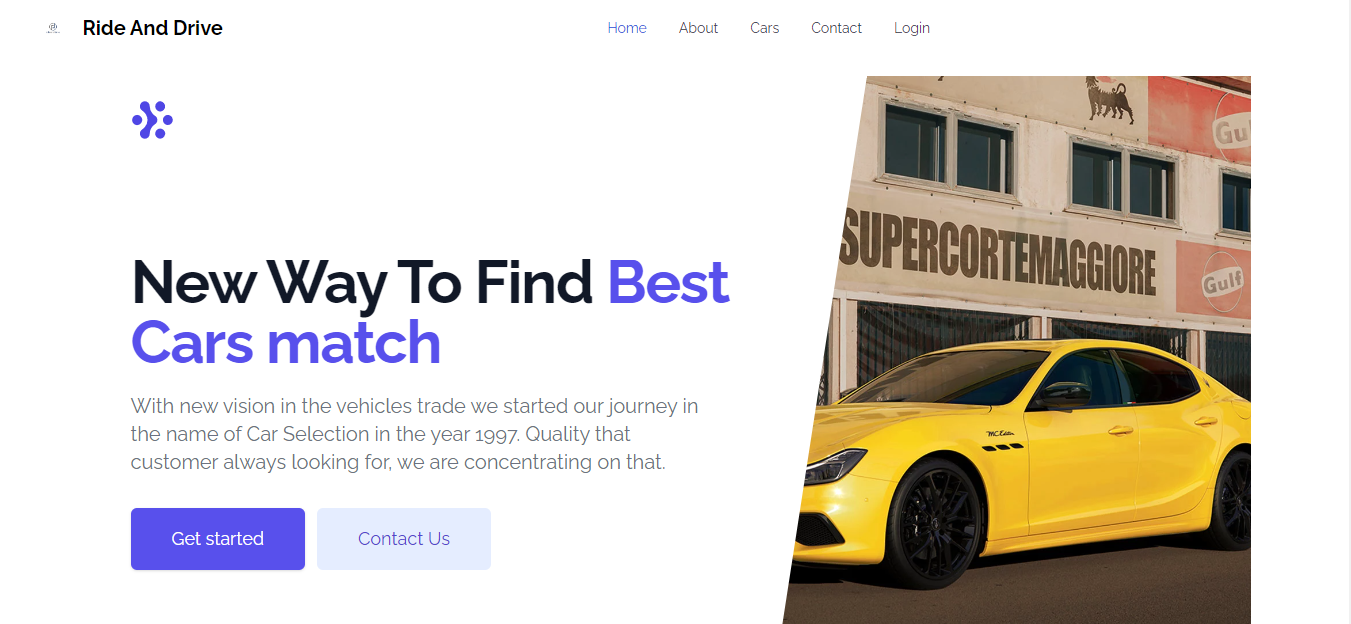 Ride And Drive
Home About Cars Contact Login
New Way To Find Best
Cars match
With new vision in the vehicles trade we started our journey in
the name of Car Selection in the year 1997. Quality that
customer always looking for, we are concentrating on that.
Get started Contact Us
Gu
SUPERCORTEMAGGIORE
Gulf